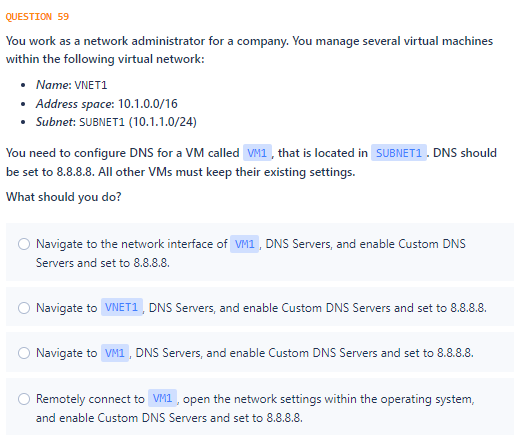 QUESTION 59
You work as a network administrator for a company. You manage several virtual machines
within the following virtual network:
• Name: VNET1
• Address space: 10.1.0.0/16
• Subnet: SUBNET1 (10.1.1.0/24)
You need to configure DNS for a VM called VM1 , that is located in SUBNET1 . DNS should
be set to 8.8.8.8. All other VMs must keep their existing settings.
What should you do?
Navigate to the network interface of VM1 , DNS Servers, and enable Custom DNS
Servers and set to 8.8.8.8.
Navigate to VNET1 , DNS Servers, and enable Custom DNS Servers and set to 8.8.8.8.
Navigate to VM1 , DNS Servers, and enable Custom DNS Servers and set to 8.8.8.8.
Remotely connect to VM1 , open the network settings within the operating system,
and enable Custom DNS Servers and set to 8.8.8.8.